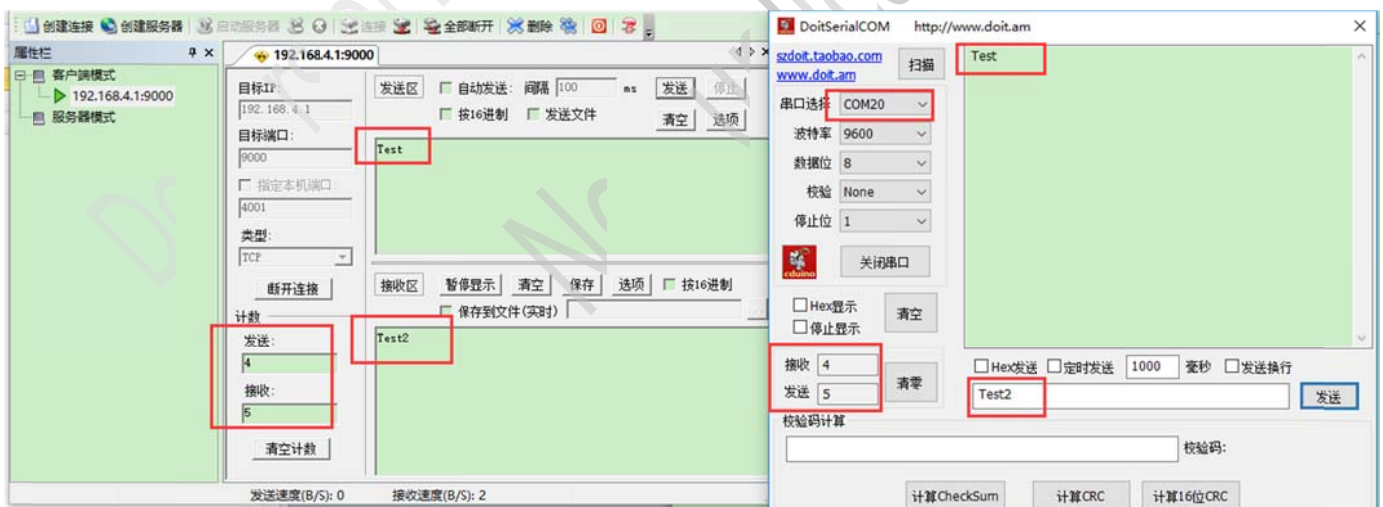 创建连接 创建服务器 启动服务器 连接 全部断开 删除
属性栏
客户端模式
192.168.4.1:9000
服务器模式
192.168.4.1:9000
目标IP:
192.168.4.1
目标端口:
9000
指定本机端口:
4001
类型:
TCP
断开连接
计数
发送:
4
接收:
5
清空计数
发送区 自动发送: 间隔 100 ms 发送 停止
按16进制 发送文件 清空 选项
Test
接收区 暂停显示 清空 保存 选项 按16进制
保存到文件(实时)
Test2
发送速度(B/S): 0 接收速度(B/S): 2
DoitSerialCOM http://www.doit.am
szdoit.taobao.com
www.doit.am
扫描
串口选择 COM20
波特率 9600
数据位 8
校验 None
停止位 1
cduino
关闭串口
Hex显示
停止显示
清空
接收 4
发送 5
清零
Test
Hex发送 定时发送 1000 毫秒 发送换行
Test2 发送
校验码计算
校验码:
计算CheckSum 计算CRC 计算16位CRC